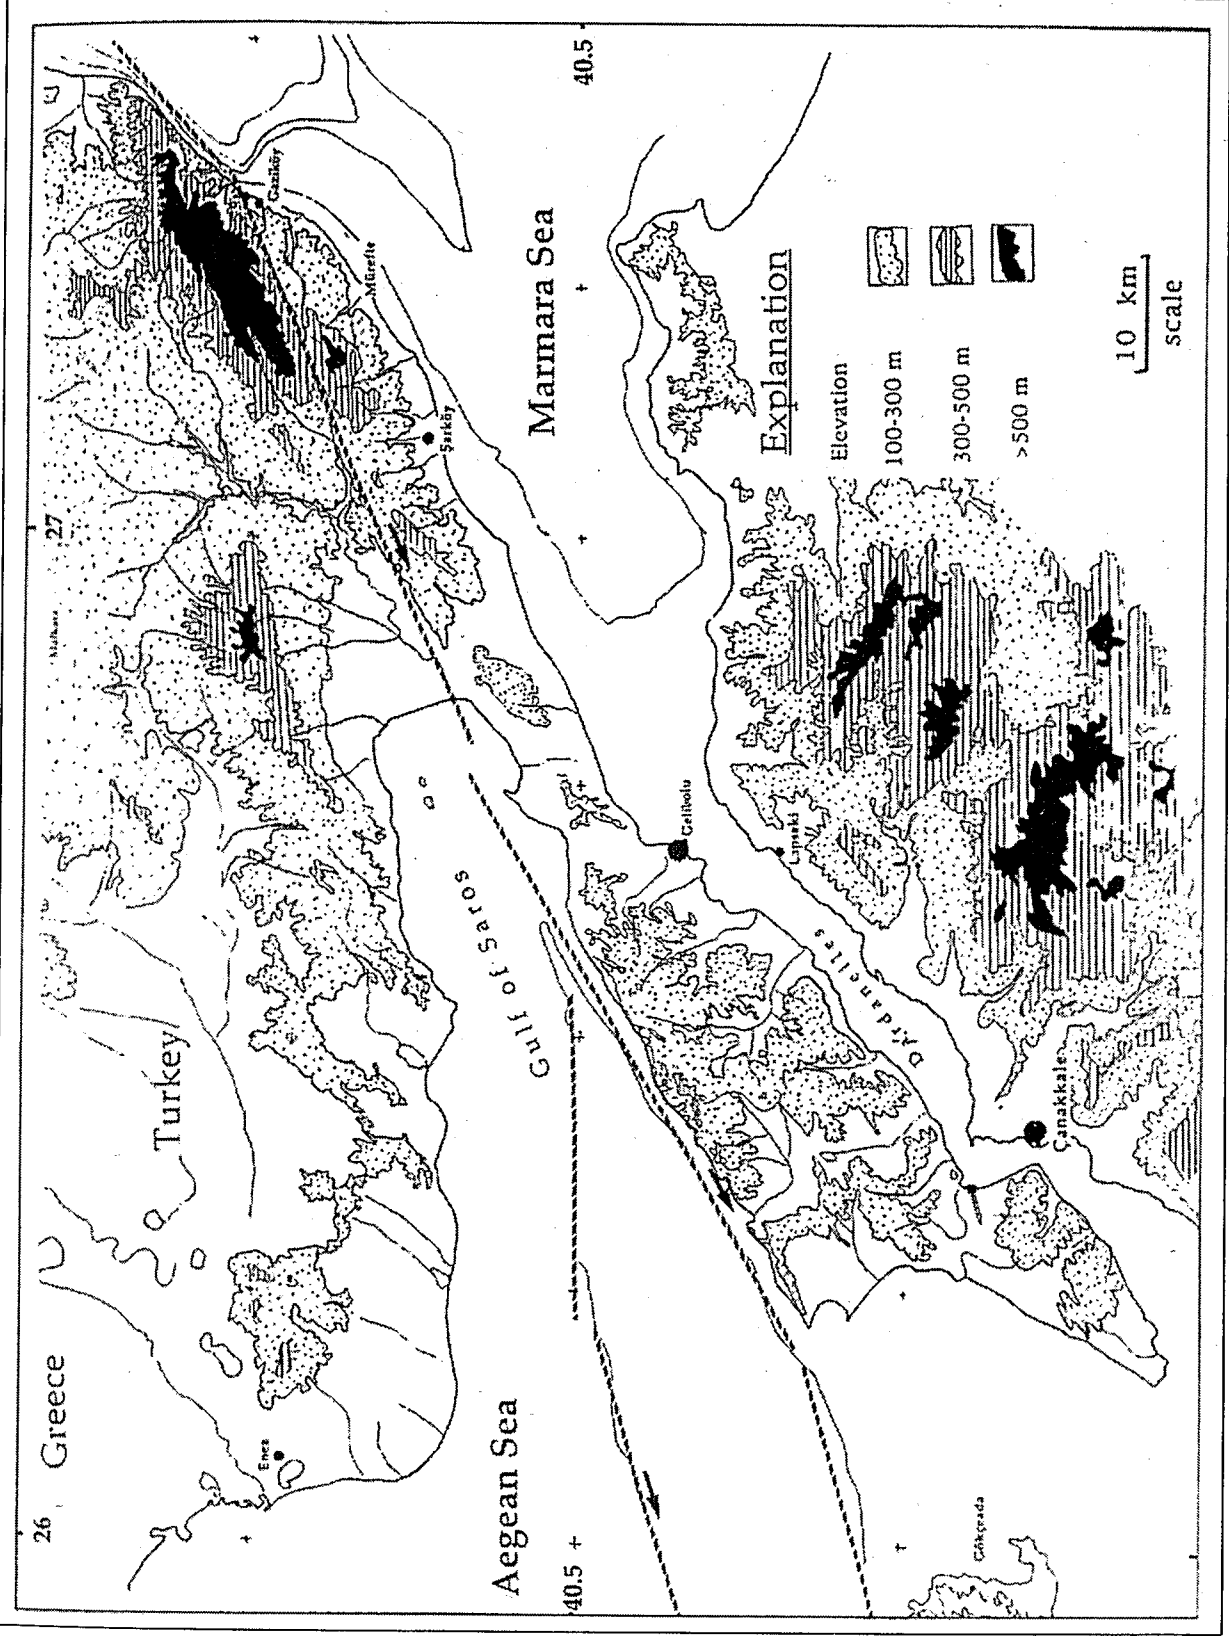 26
27
Greece
Turkey
Malkara
Enez
Gaziköy
Mürefte
Şarköy
Gulf of Saros
Aegean Sea
Marmara Sea
40.5
40.5
Gelibolu
Lapseki
Dardanelles
Çanakkale
Gökçeada
Explanation
Elevation
100-300 m
300-500 m
>500 m
10 km
scale